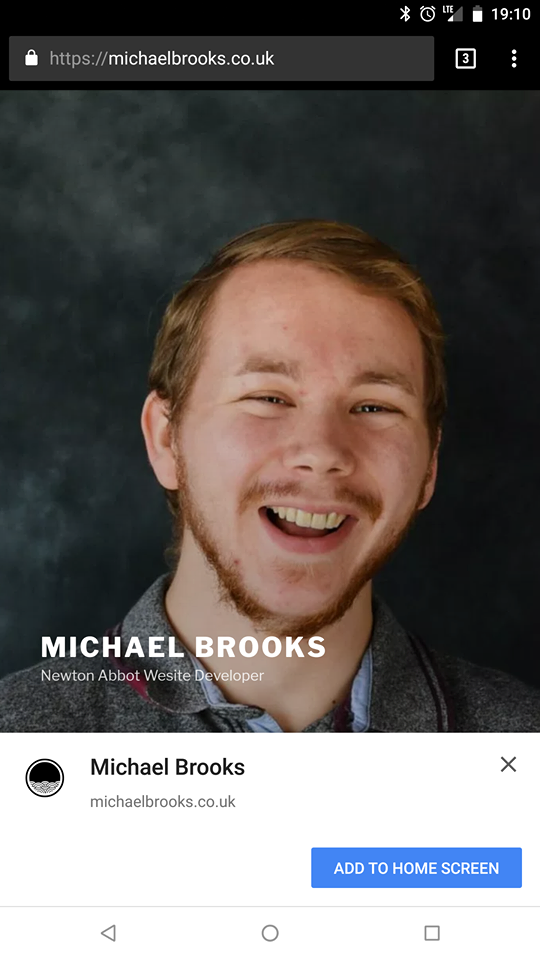 LTE 19:10
https://michaelbrooks.co.uk 3
MICHAEL BROOKS
Newton Abbot Wesite Developer
Michael Brooks
michaelbrooks.co.uk
ADD TO HOME SCREEN